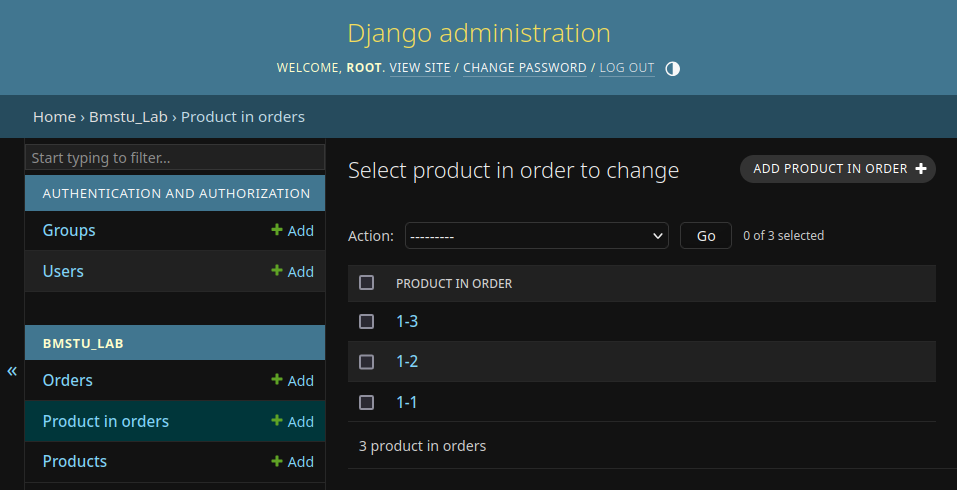 Django administration
WELCOME, ROOT. VIEW SITE / CHANGE PASSWORD / LOG OUT
Home › Bmstu_Lab › Product in orders
Start typing to filter...
AUTHENTICATION AND AUTHORIZATION
Groups + Add
Users + Add
BMSTU_LAB
Orders + Add
Product in orders + Add
Products + Add
«
Select product in order to change
ADD PRODUCT IN ORDER +
Action: --------- Go 0 of 3 selected
PRODUCT IN ORDER
1-3
1-2
1-1
3 product in orders